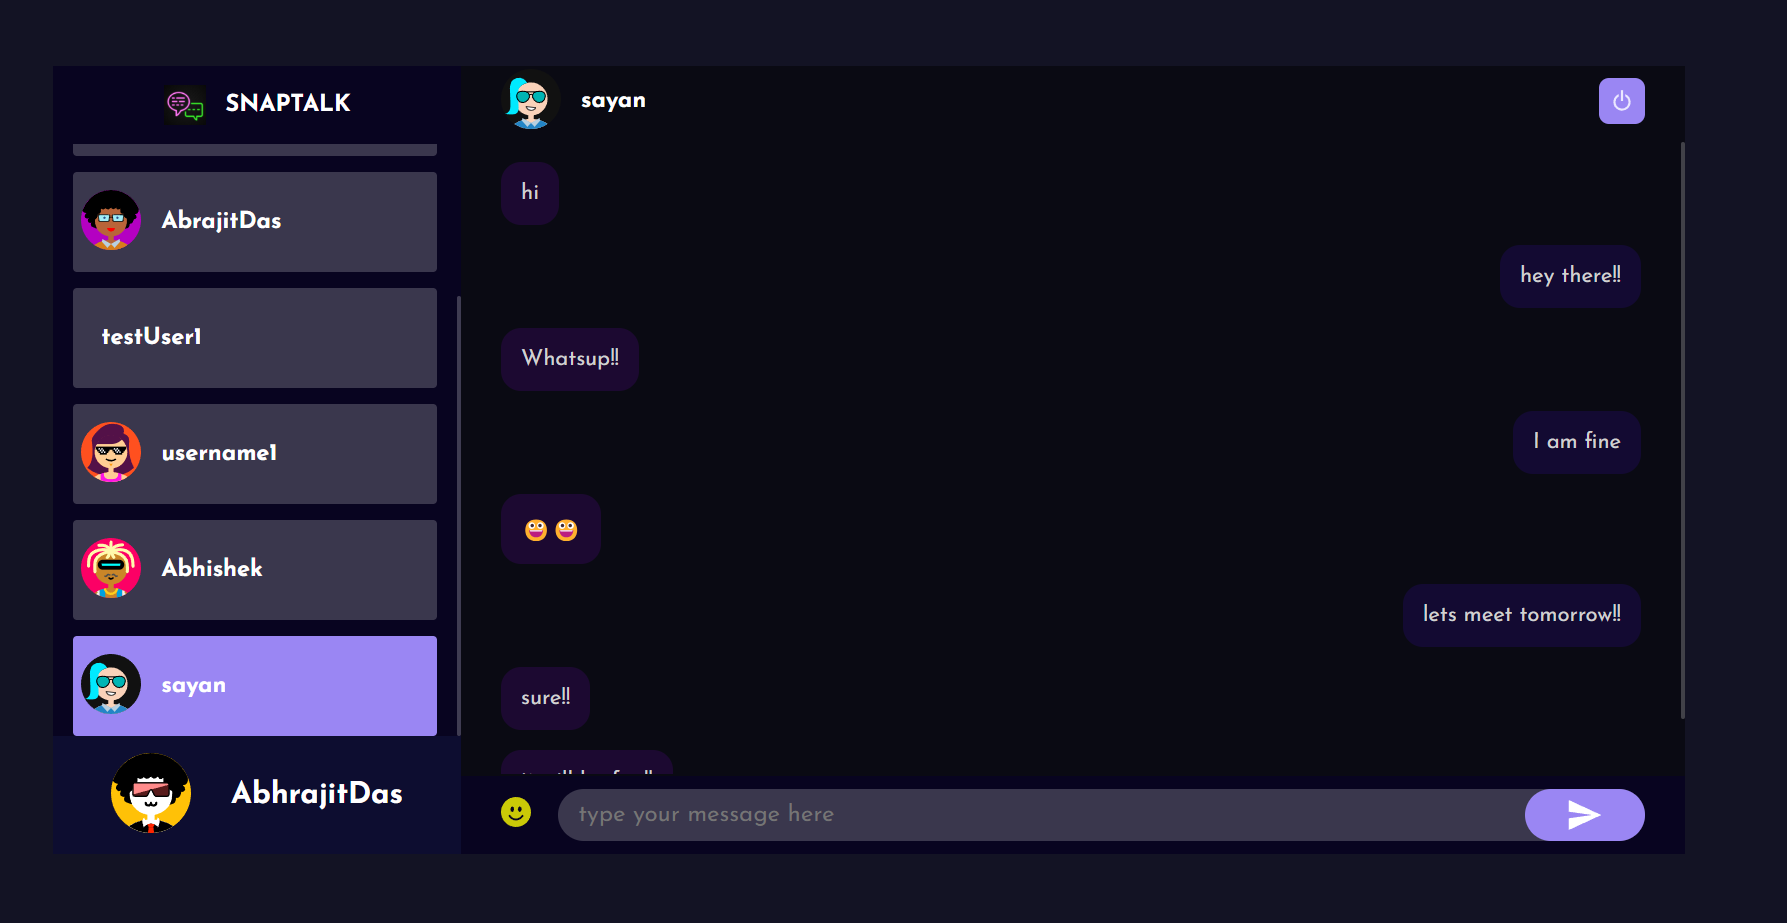 SNAPTALK
AbrajitDas
testUser1
username1
Abhishek
sayan
AbhrajitDas
sayan
hi
hey there!!
Whatsup!!
I am fine
😀😀
lets meet tomorrow!!
sure!!
type your message here